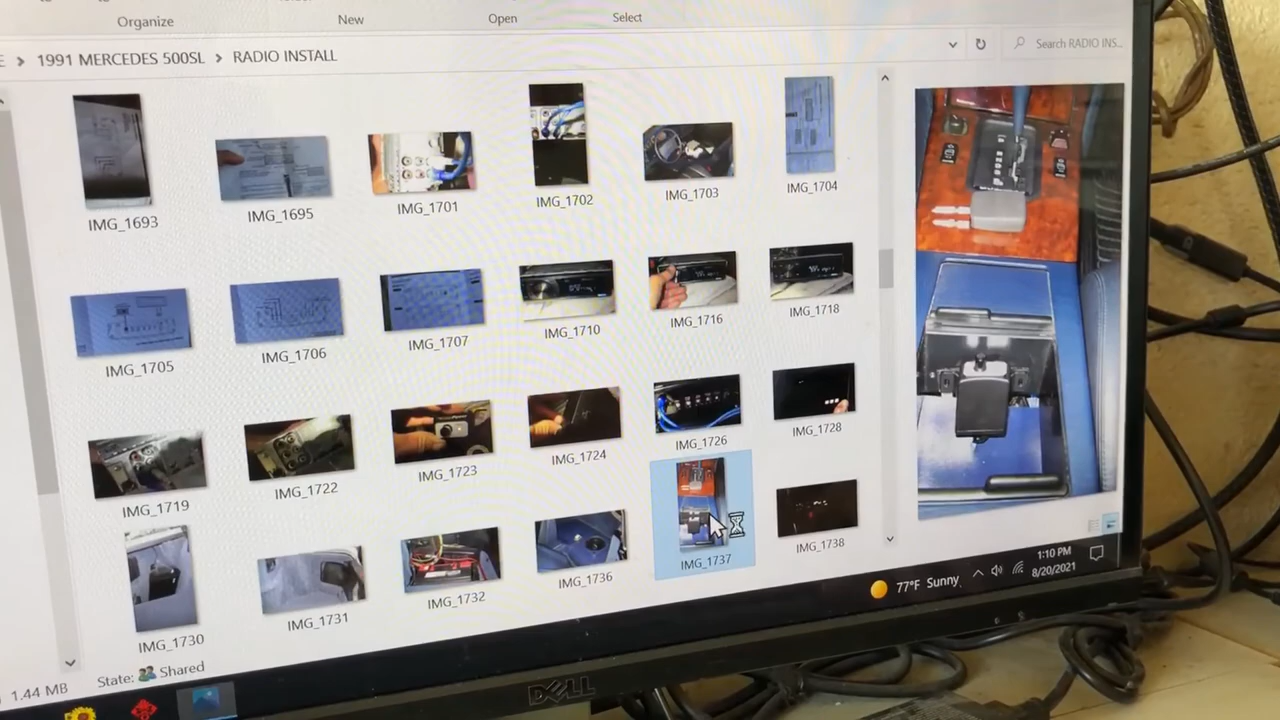 Organize
New
Open
Select
1991 MERCEDES 500SL > RADIO INSTALL
Search RADIO INS...
IMG_1693
IMG_1695
IMG_1701
IMG_1702
IMG_1703
IMG_1704
IMG_1705
IMG_1706
IMG_1707
IMG_1710
IMG_1716
IMG_1718
IMG_1719
IMG_1722
IMG_1723
IMG_1724
IMG_1726
IMG_1728
IMG_1730
IMG_1731
IMG_1732
IMG_1736
IMG_1737
IMG_1738
1.44 MB
State: Shared
77°F Sunny
1:10 PM
8/20/2021
DELL